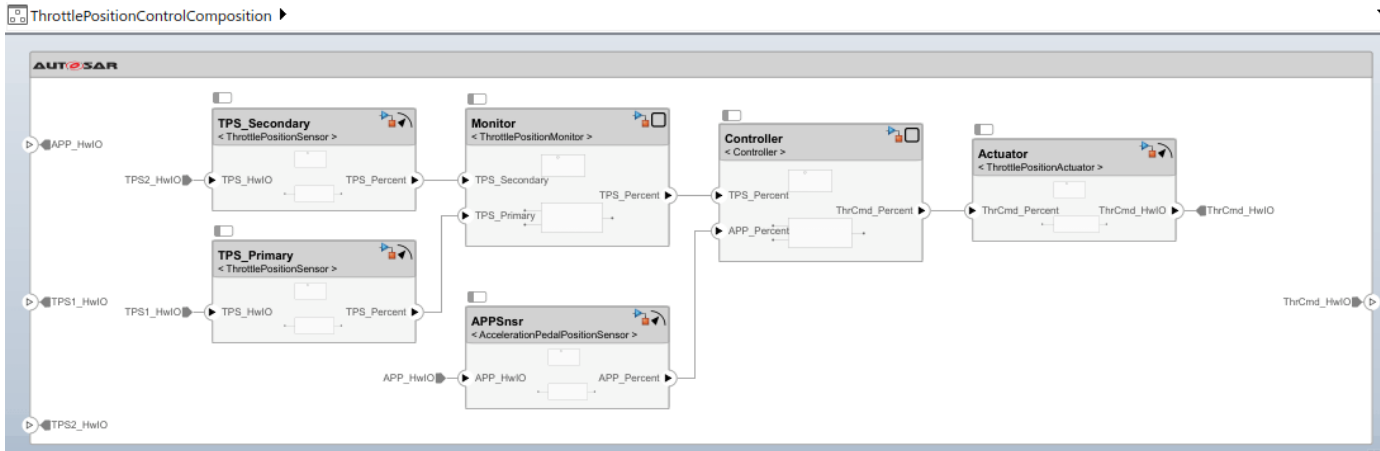 ThrottlePositionControlComposition
AUTOSAR
APP_HwIO
TPS1_HwIO
TPS2_HwIO
TPS2_HwIO
TPS_Secondary
< ThrottlePositionSensor >
TPS_HwIO
TPS_Percent
TPS1_HwIO
TPS_Primary
< ThrottlePositionSensor >
TPS_HwIO
TPS_Percent
Monitor
< ThrottlePositionMonitor >
TPS_Secondary
TPS_Primary
TPS_Percent
APP_HwIO
APPSnsr
< AccelerationPedalPositionSensor >
APP_HwIO
APP_Percent
Controller
< Controller >
TPS_Percent
APP_Percent
ThrCmd_Percent
Actuator
< ThrottlePositionActuator >
ThrCmd_Percent
ThrCmd_HwIO
ThrCmd_HwIO
ThrCmd_HwIO